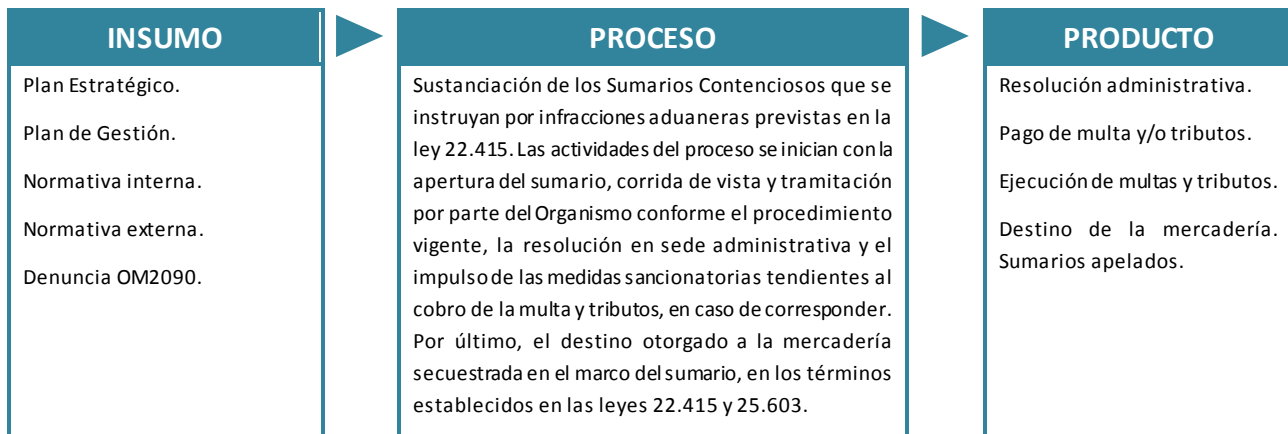 INSUMO
Plan Estratégico.
Plan de Gestión.
Normativa interna.
Normativa externa.
Denuncia OM2090.
PROCESO
Sustanciación de los Sumarios Contenciosos que se
instruyan por infracciones aduaneras previstas en la
ley 22.415. Las actividades del proceso se inician con la
apertura del sumario, corrida de vista y tramitación
por parte del Organismo conforme el procedimiento
vigente, la resolución en sede administrativa y el
impulso de las medidas sancionatorias tendientes al
cobro de la multa y tributos, en caso de corresponder.
Por último, el destino otorgado a la mercadería
secuestrada en el marco del sumario, en los términos
establecidos en las leyes 22.415 y 25.603.
PRODUCTO
Resolución administrativa.
Pago de multa y/o tributos.
Ejecución de multas y tributos.
Destino de la mercadería.
Sumarios apelados.